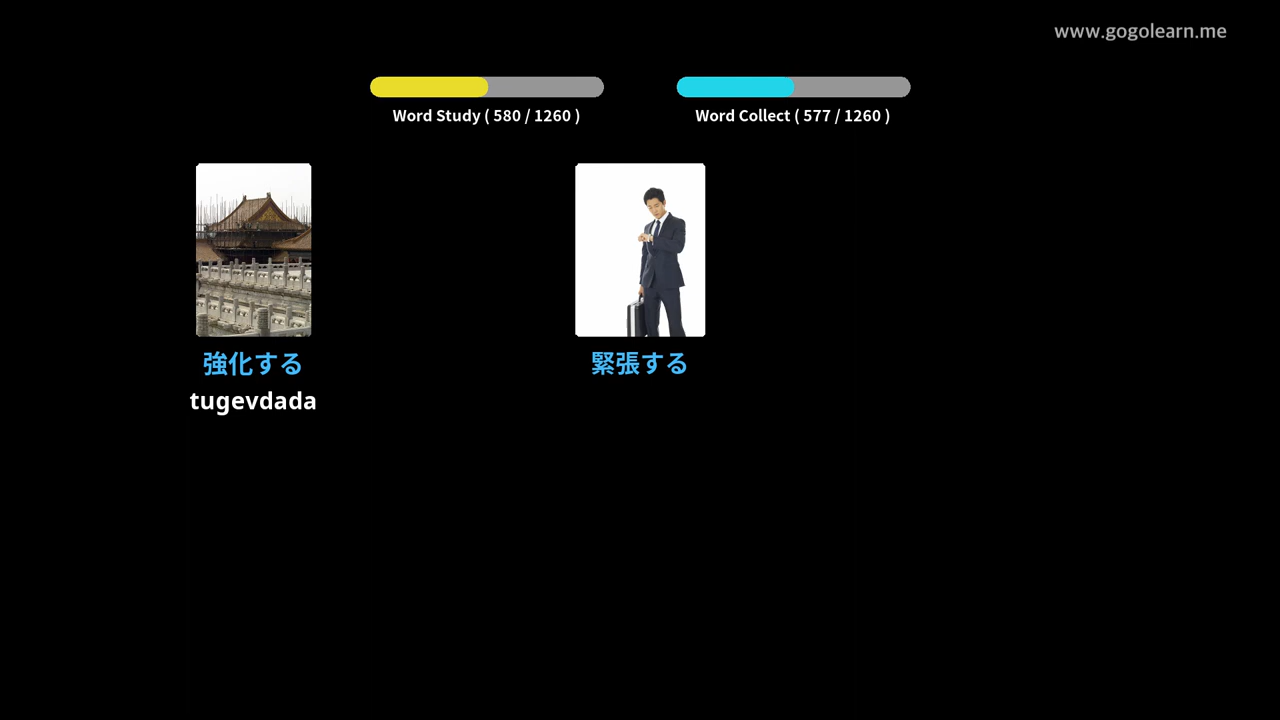 www.gogolearn.me
Word Study ( 580 / 1260 )
Word Collect ( 577 / 1260 )
強化する
緊張する
tugevdada